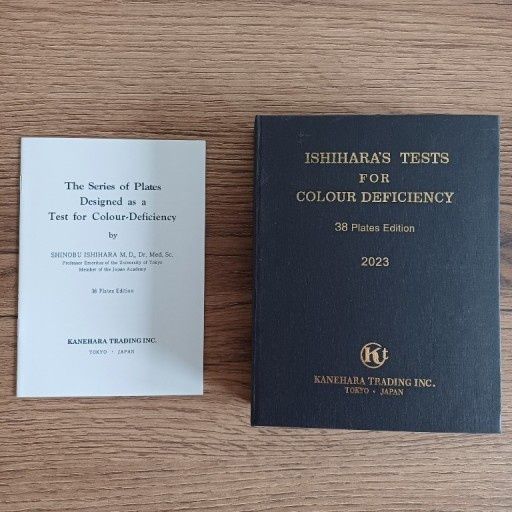 The Series of Plates
Designed as a
Test for Colour-Deficiency
by
SHINOBU ISHIHARA M. D., Dr. Med. Sc.
Professor Emeritus of the University of Tokyo
Member of the Japan Academy
38 Plates Edition
KANEHARA TRADING INC.
TOKYO • JAPAN
ISHIHARA'S TESTS
FOR
COLOUR DEFICIENCY
38 Plates Edition
2023
Kt
KANEHARA TRADING INC.
TOKYO • JAPAN